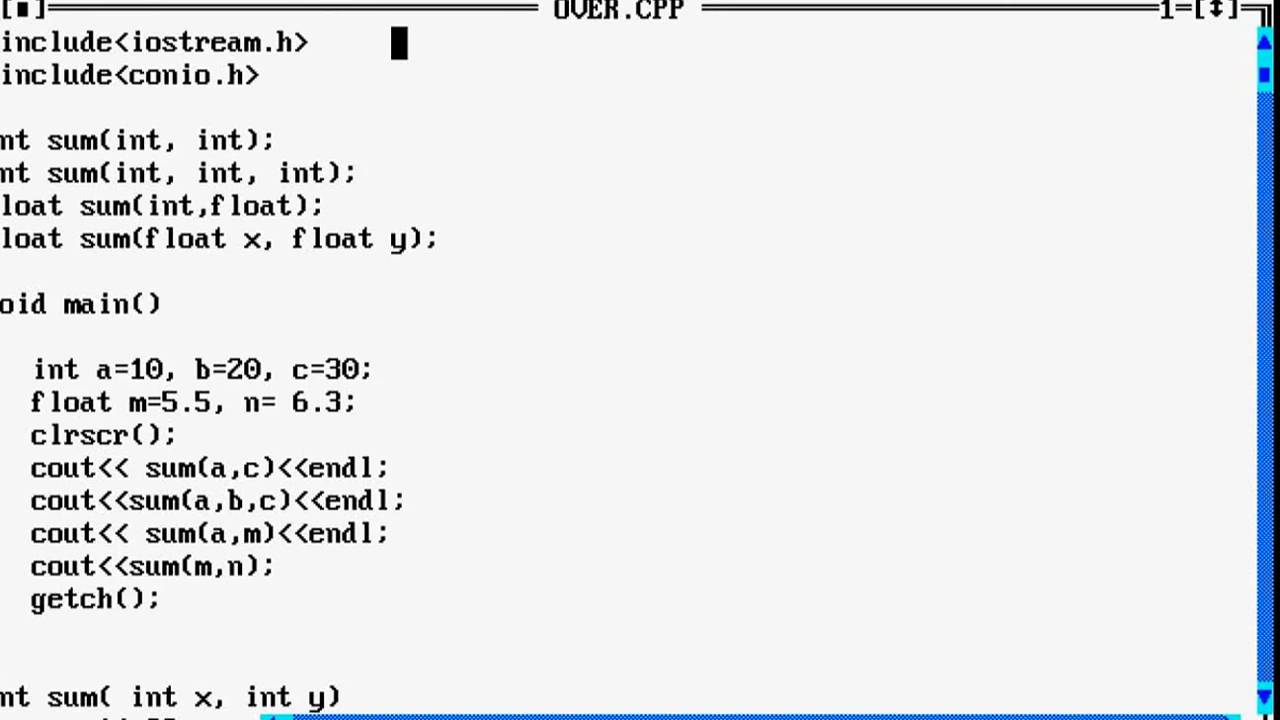 OVER.CPP 1
include<iostream.h>
include<conio.h>
nt sum(int, int);
nt sum(int, int, int);
loat sum(int,float);
loat sum(float x, float y);
oid main()
int a=10, b=20, c=30;
float m=5.5, n= 6.3;
clrscr();
cout<< sum(a,c)<<endl;
cout<<sum(a,b,c)<<endl;
cout<< sum(a,m)<<endl;
cout<<sum(m,n);
getch();
nt sum( int x, int y)